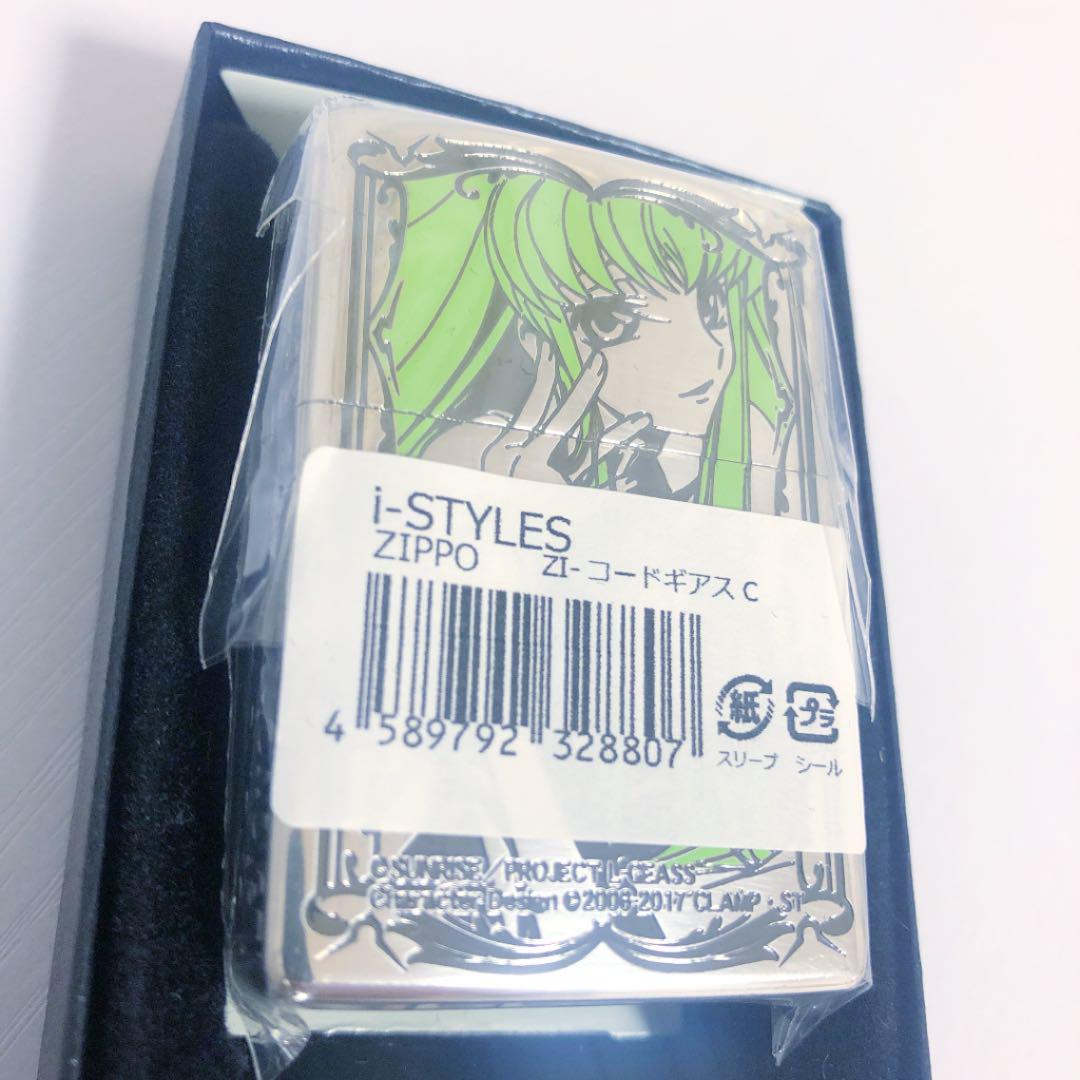 i-STYLES
ZIPPO ZI-コードギアスC
4 589792 328807
紙 プラ
スリーブ シール
©SUNRISE/PROJECT L-GEASS
Character Design ©2006-2017 CLAMP・ST